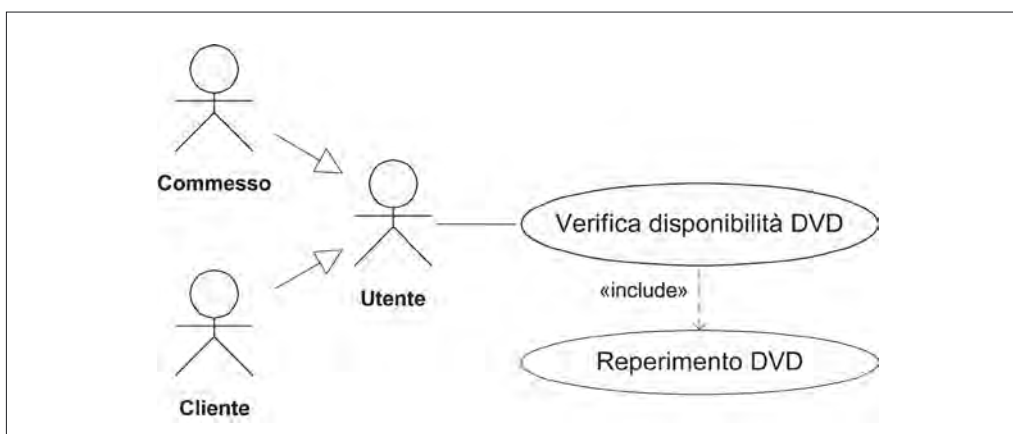 Commesso
Utente
Verifica disponibilità DVD
«include»
Reperimento DVD
Cliente